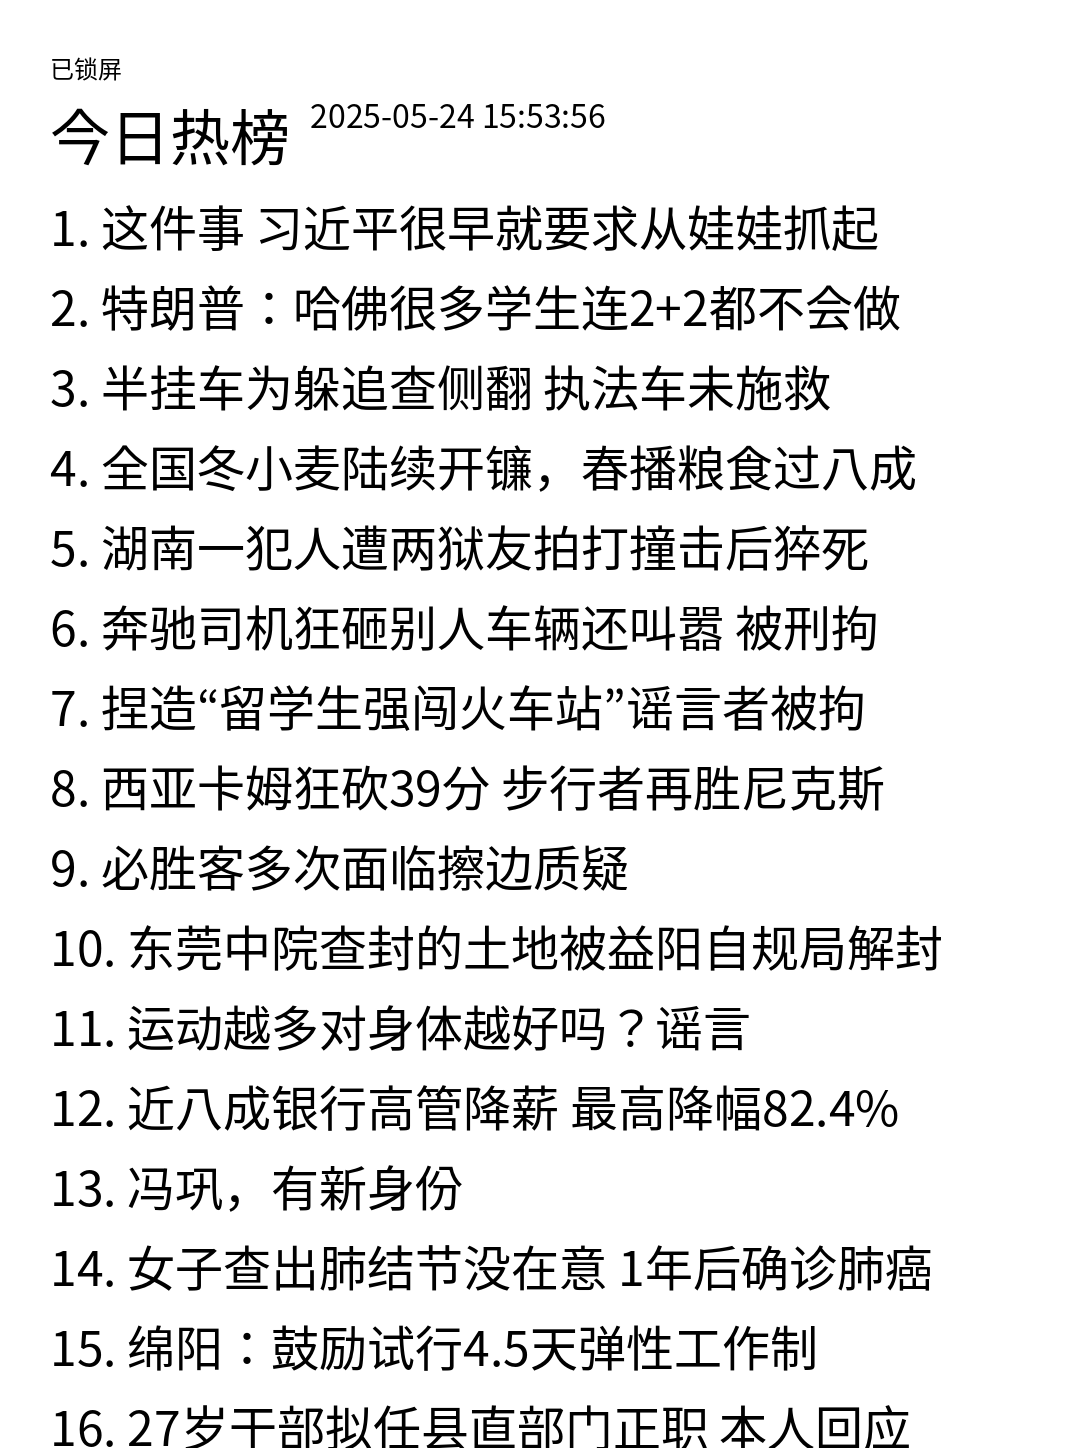 已锁屏
今日热榜 2025-05-24 15:53:56
1. 这件事 习近平很早就要求从娃娃抓起
2. 特朗普：哈佛很多学生连2+2都不会做
3. 半挂车为躲追查侧翻 执法车未施救
4. 全国冬小麦陆续开镰，春播粮食过八成
5. 湖南一犯人遭两狱友拍打撞击后猝死
6. 奔驰司机狂砸别人车辆还叫嚣 被刑拘
7. 捏造“留学生强闯火车站”谣言者被拘
8. 西亚卡姆狂砍39分 步行者再胜尼克斯
9. 必胜客多次面临擦边质疑
10. 东莞中院查封的土地被益阳自规局解封
11. 运动越多对身体越好吗？谣言
12. 近八成银行高管降薪 最高降幅82.4%
13. 冯巩，有新身份
14. 女子查出肺结节没在意 1年后确诊肺癌
15. 绵阳：鼓励试行4.5天弹性工作制
16. 27岁干部拟任县直部门正职 本人回应